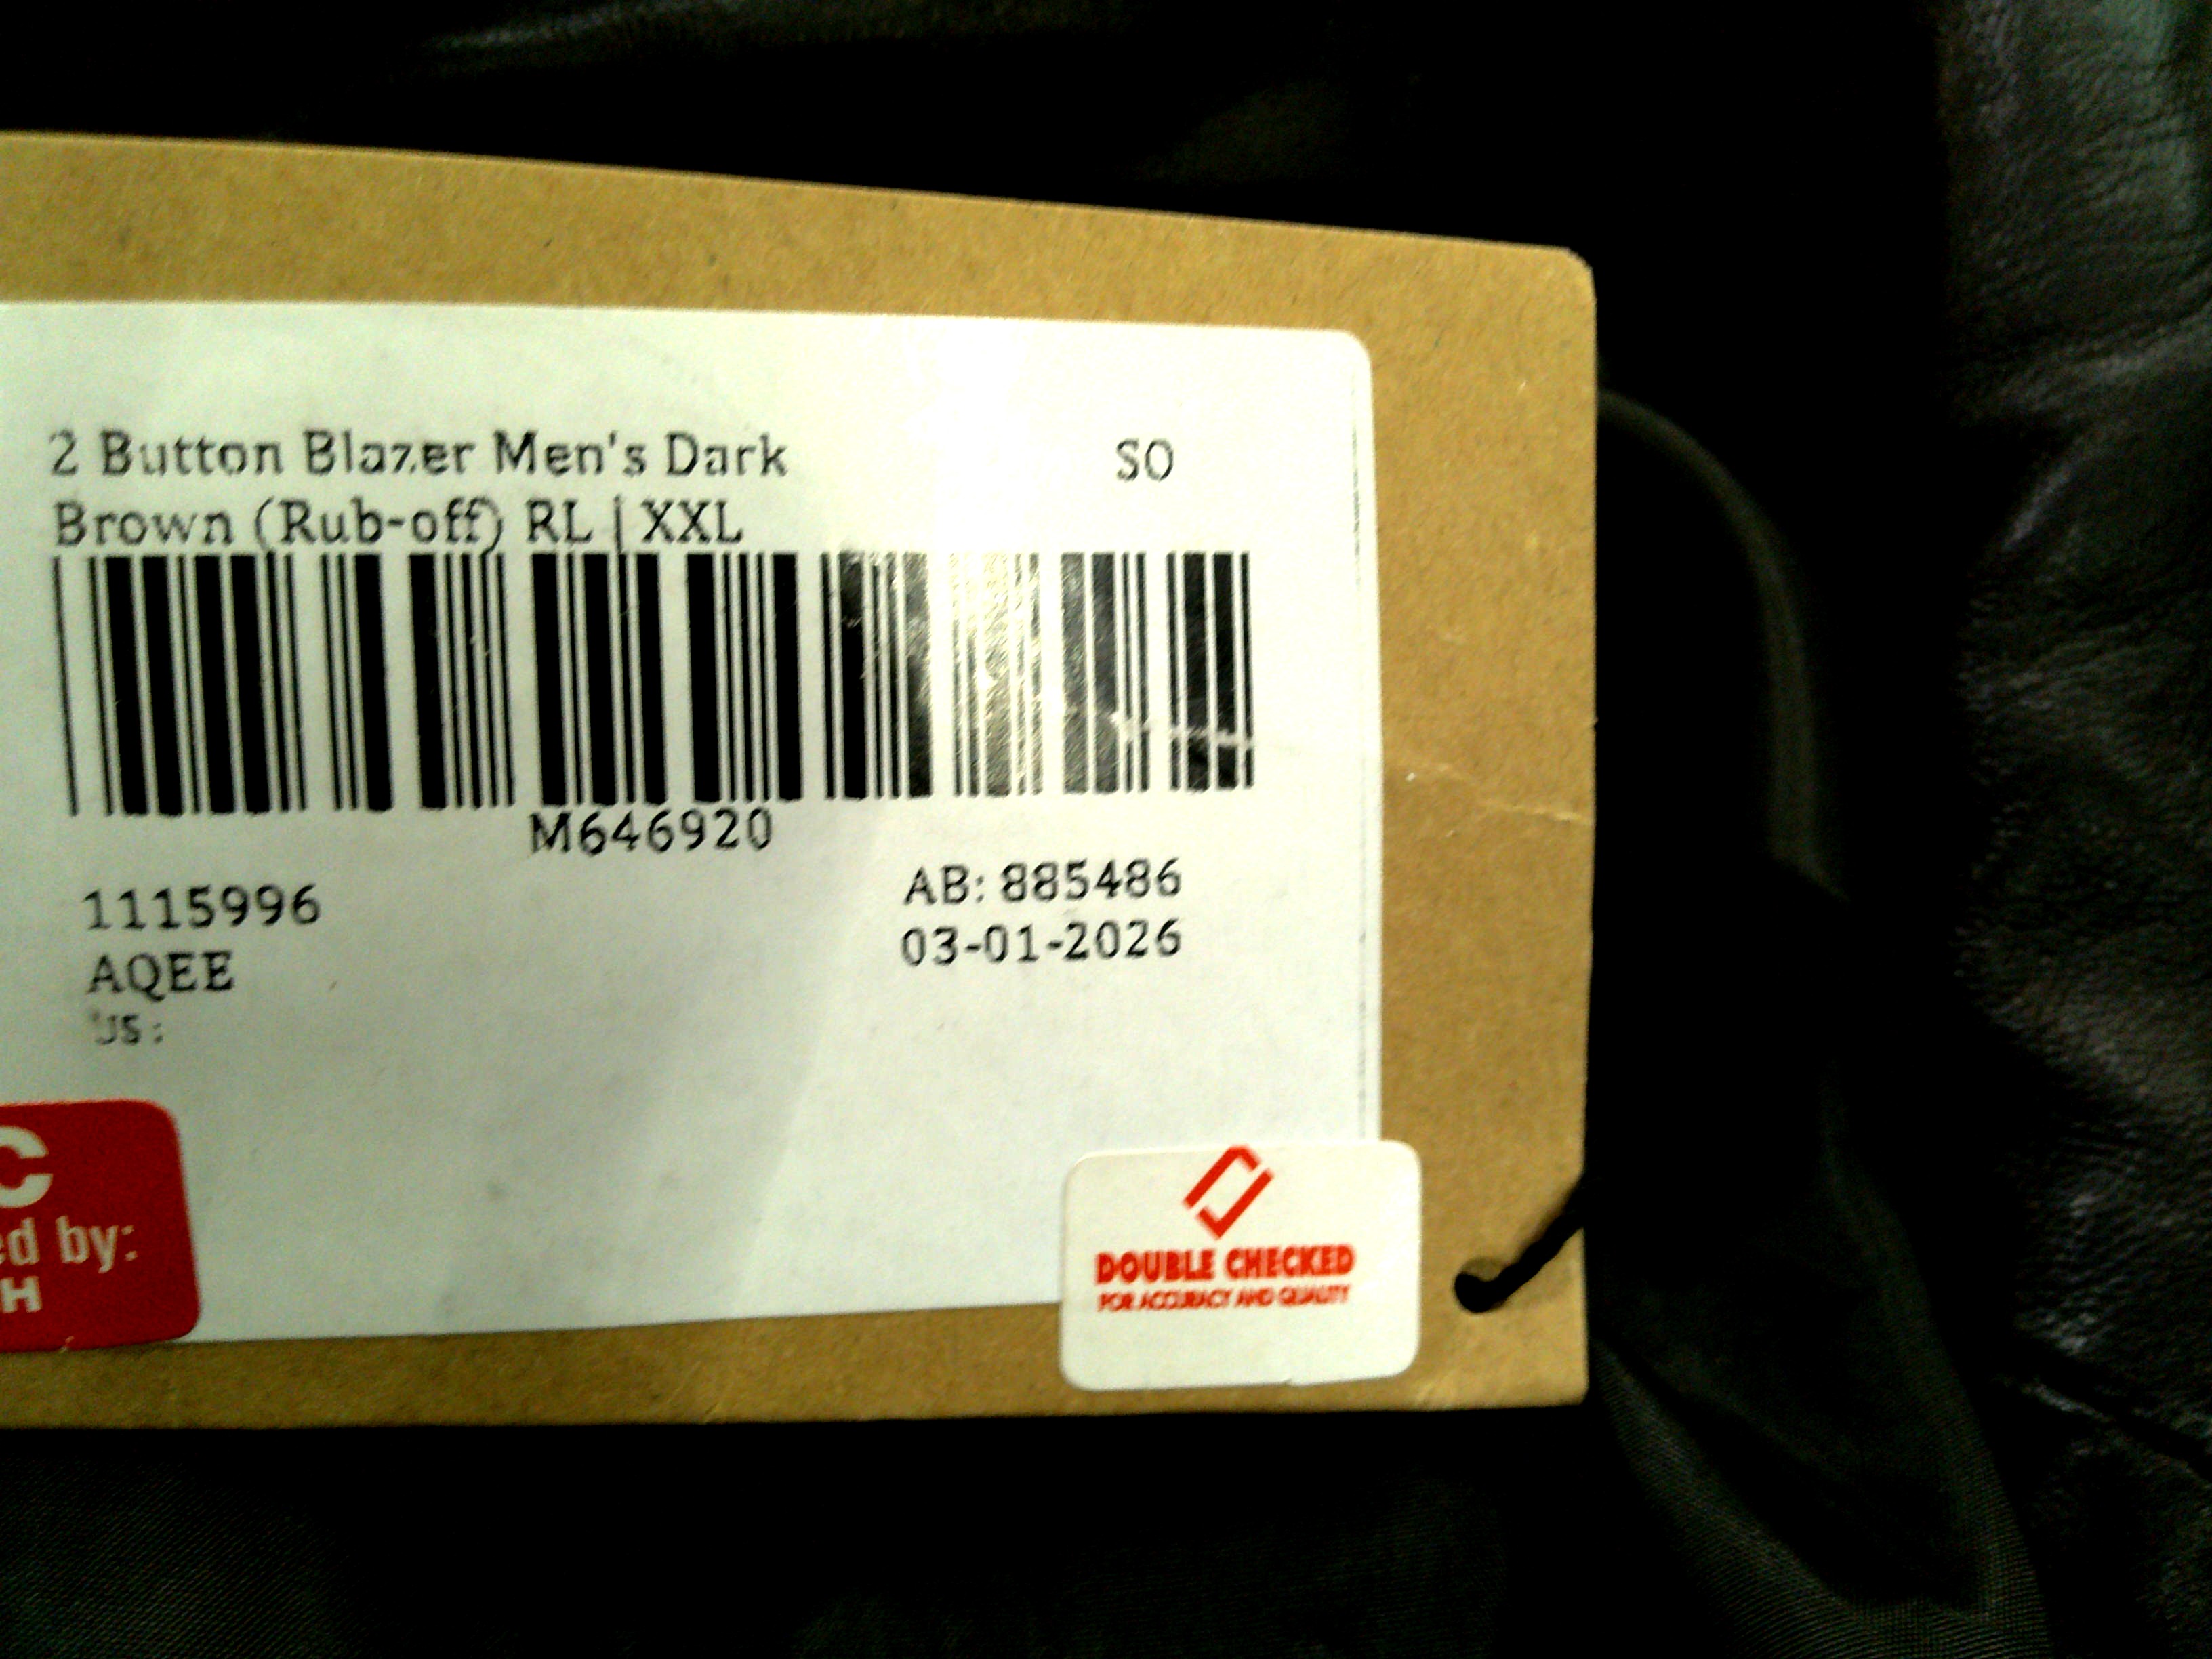 2 Button Blazer Men's Dark
SO
Brown (Rub-off) RL | XXL
M646920
1115996
AB: 885486
03-01-2026
AQEE
US:
C
ed by:
H
DOUBLE CHECKED
FOR ACCURACY AND QUALITY